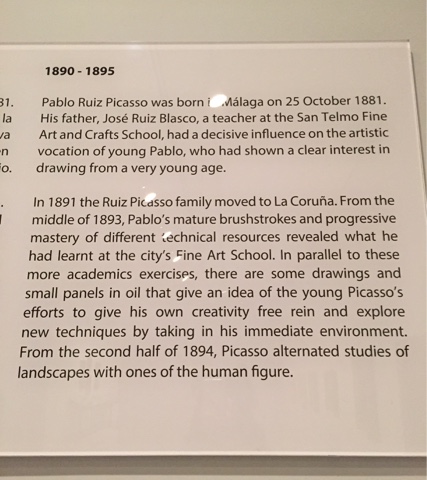 1890 - 1895
Pablo Ruiz Picasso was born Málaga on 25 October 1881.
la His father, José Ruiz Blasco, a teacher at the San Telmo Fine
Art and Crafts School, had a decisive influence on the artistic
vocation of young Pablo, who had shown a clear interest in
drawing from a very young age.
In 1891 the Ruiz Picasso family moved to La Coruña. From the
middle of 1893, Pablo's mature brushstrokes and progressive
mastery of different technical resources revealed what he
had learnt at the city's Fine Art School. In parallel to these
more academics exercises, there are some drawings and
small panels in oil that give an idea of the young Picasso's
efforts to give his own creativity free rein and explore
new techniques by taking in his immediate environment.
From the second half of 1894, Picasso alternated studies of
landscapes with ones of the human figure.